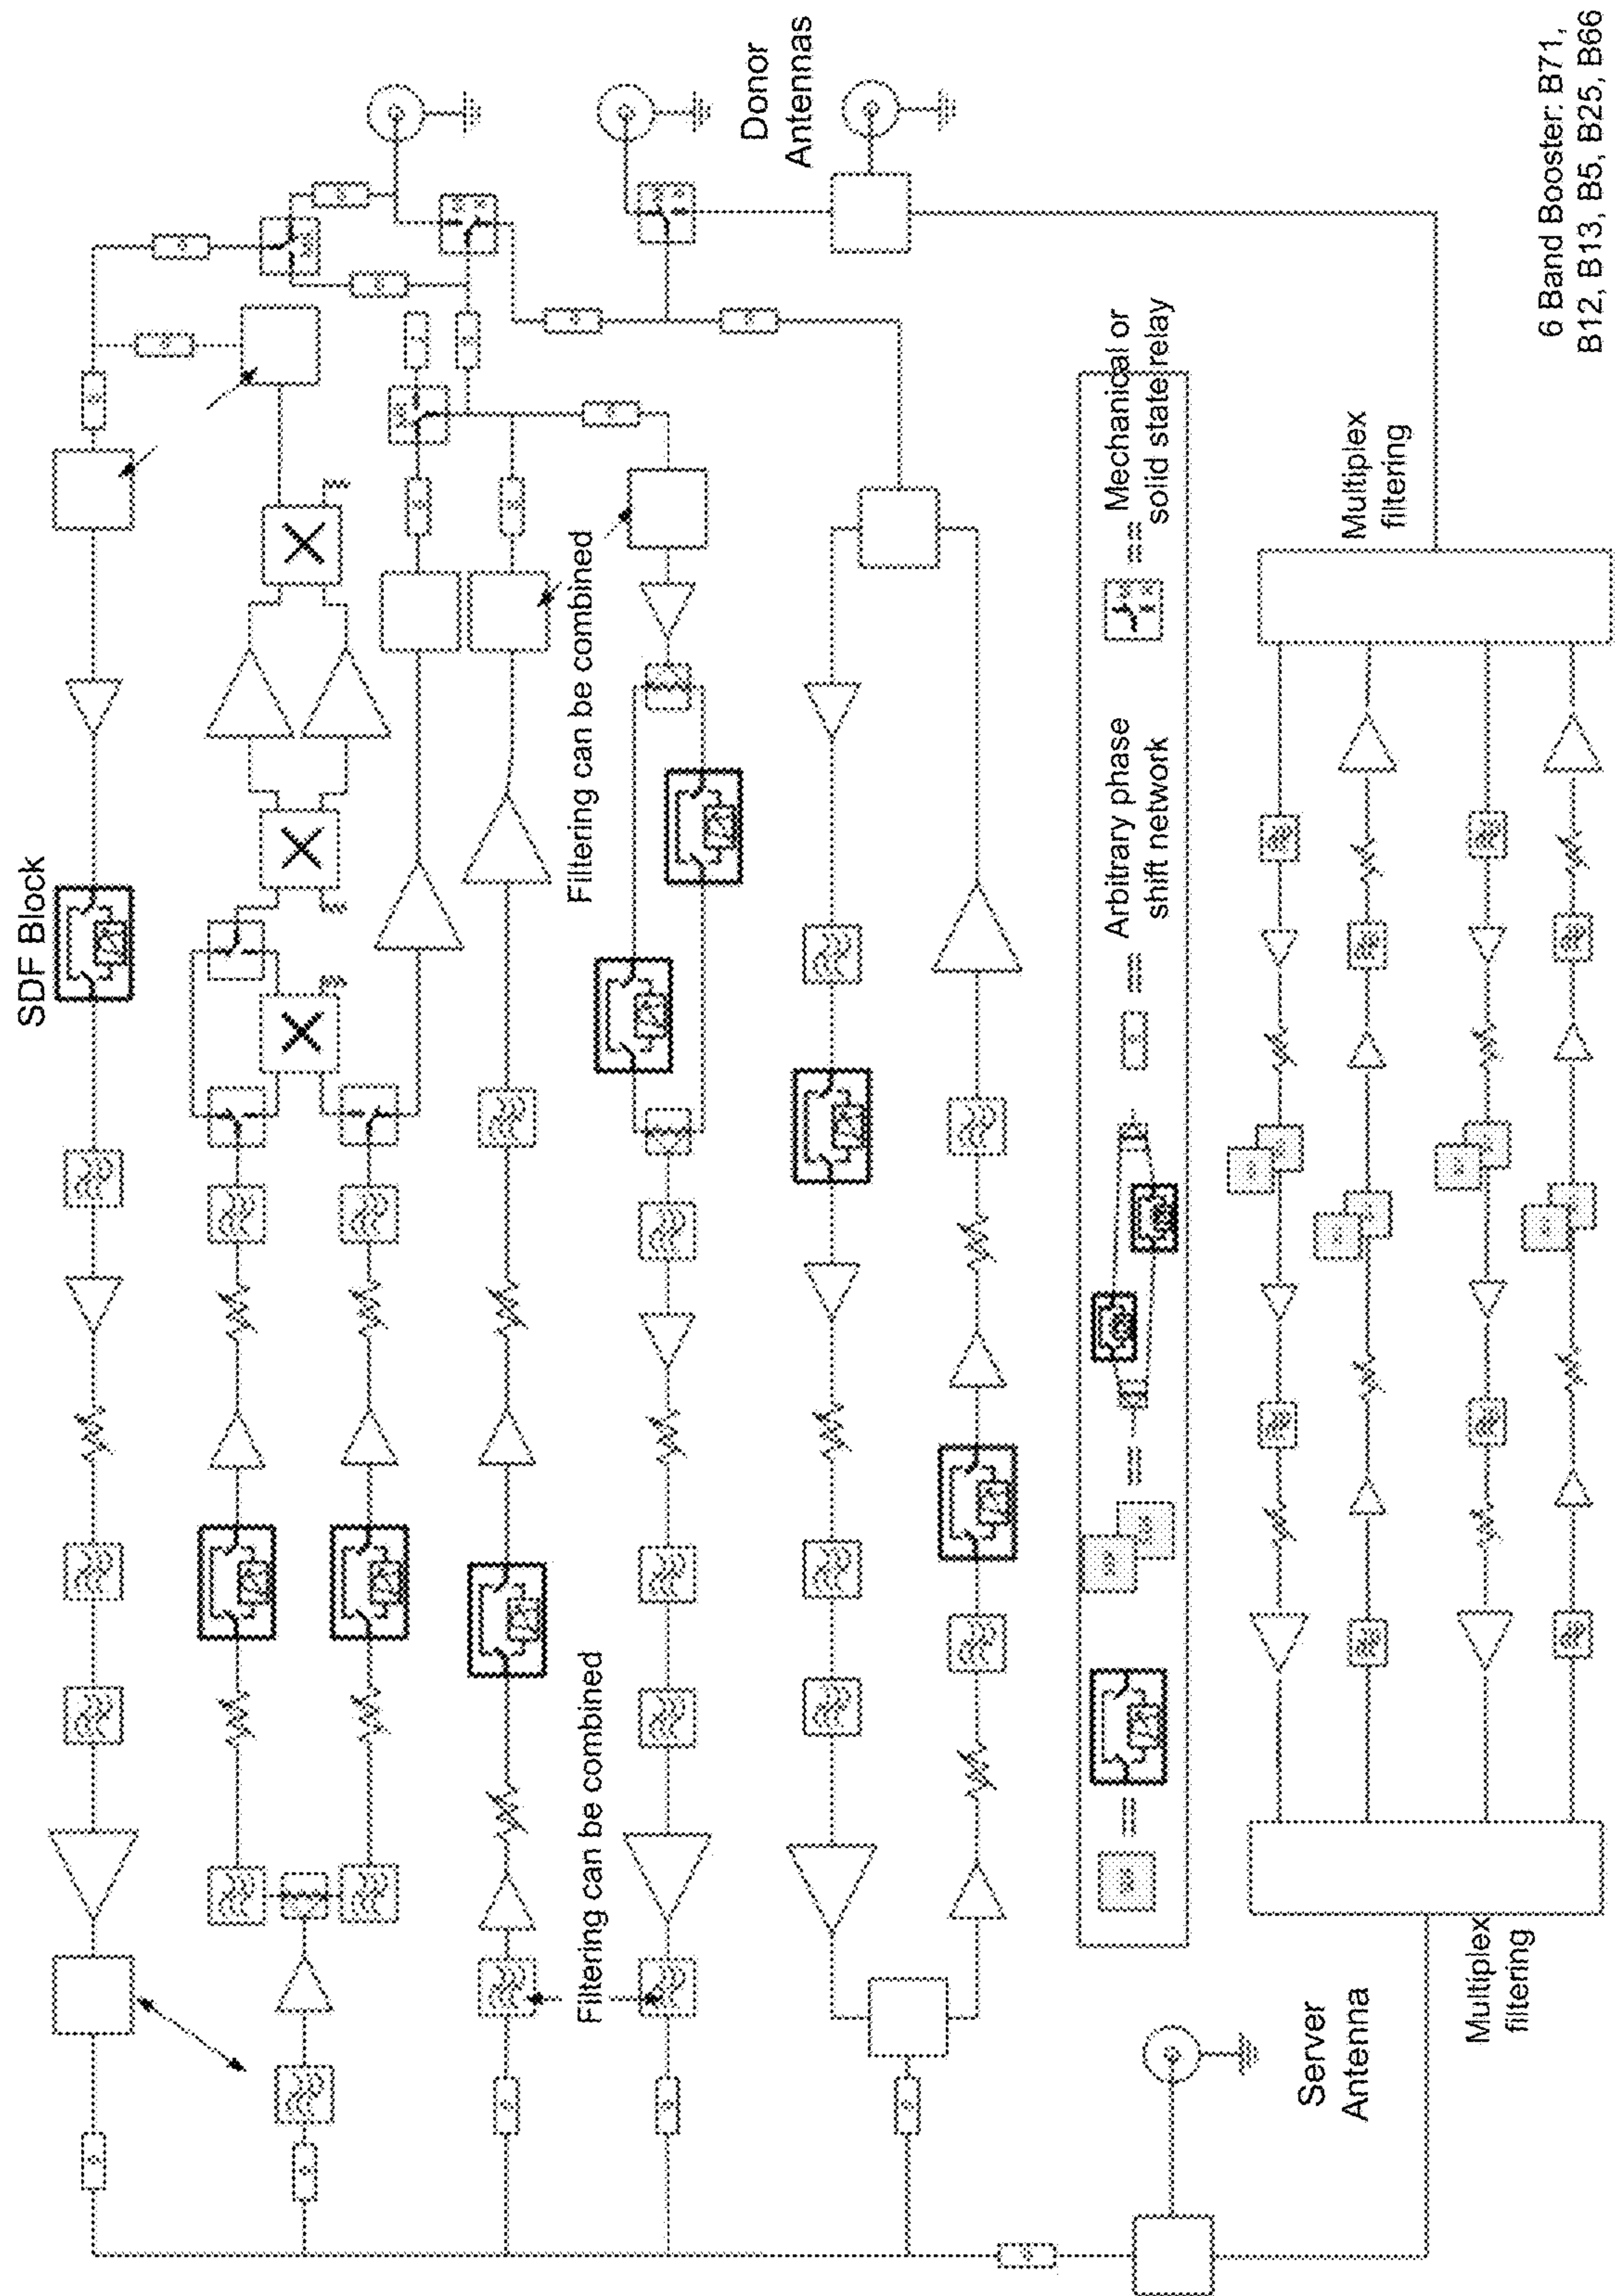 SDF Block
Donor
Antennas
Filtering can be combined
Filtering can be combined
==
==
Arbitrary phase
shift network
==
==
Mechanical or
solid state relay
Multiplex
filtering
Server
Antenna
Multiplex
filtering
6 Band Booster: B71,
B12, B13, B5, B25, B66